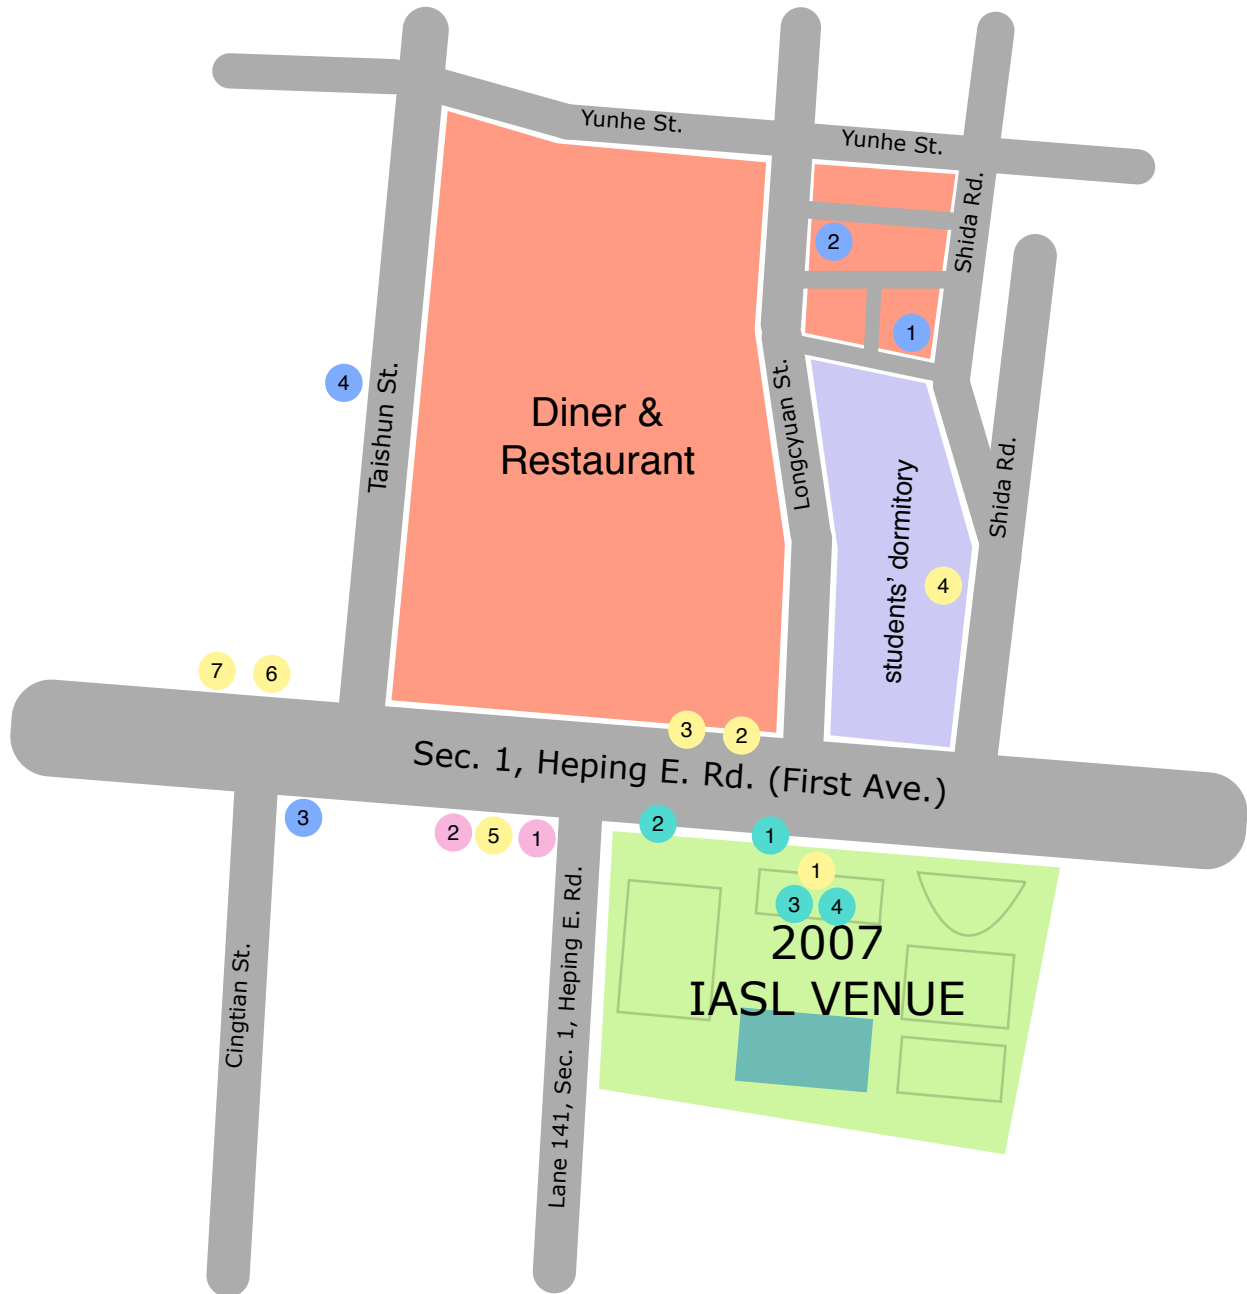 Yunhe St.
Yunhe St.
Shida Rd.
2
1
4
Taishun St.
Diner &
Restaurant
Longcyuan St.
Shida Rd.
students' dormitory
4
7
6
3
2
Sec. 1, Heping E. Rd. (First Ave.)
3
2
5
1
2
1
1
3
4
2007
IASL VENUE
Cingtian St.
Lane 141, Sec. 1, Heping E. Rd.